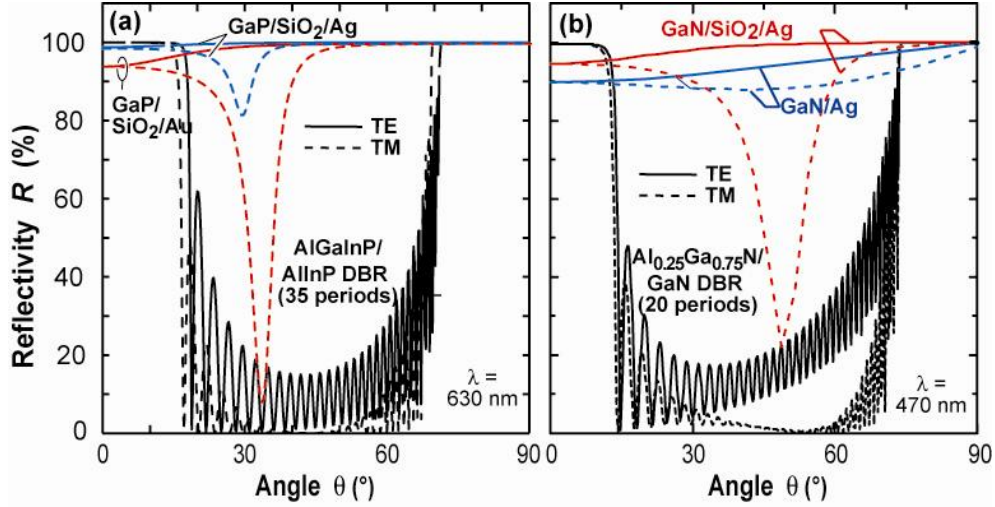 (a)
GaP/SiO2/Ag
GaP/
SiO2/Au
TE
TM
AlGaInP/
AlInP DBR
(35 periods)
λ =
630 nm
100
80
60
40
20
0
Reflectivity R (%)
0
30
60
90
Angle θ (°)
(b)
GaN/SiO2/Ag
GaN/Ag
TE
TM
Al0.25Ga0.75N/
GaN DBR
(20 periods)
λ =
470 nm
0
30
60
90
Angle θ (°)